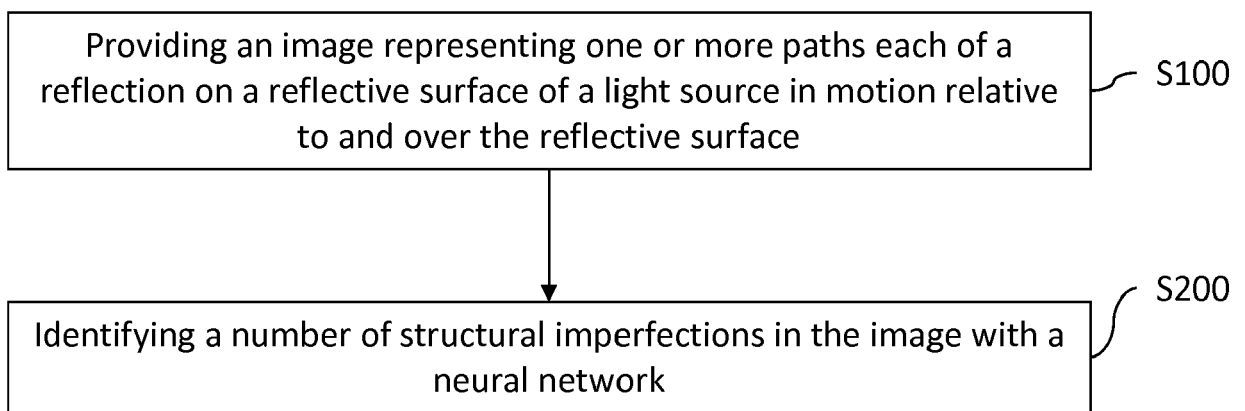 Providing an image representing one or more paths each of a
reflection on a reflective surface of a light source in motion relative
to and over the reflective surface
S100
Identifying a number of structural imperfections in the image with a
neural network
S200